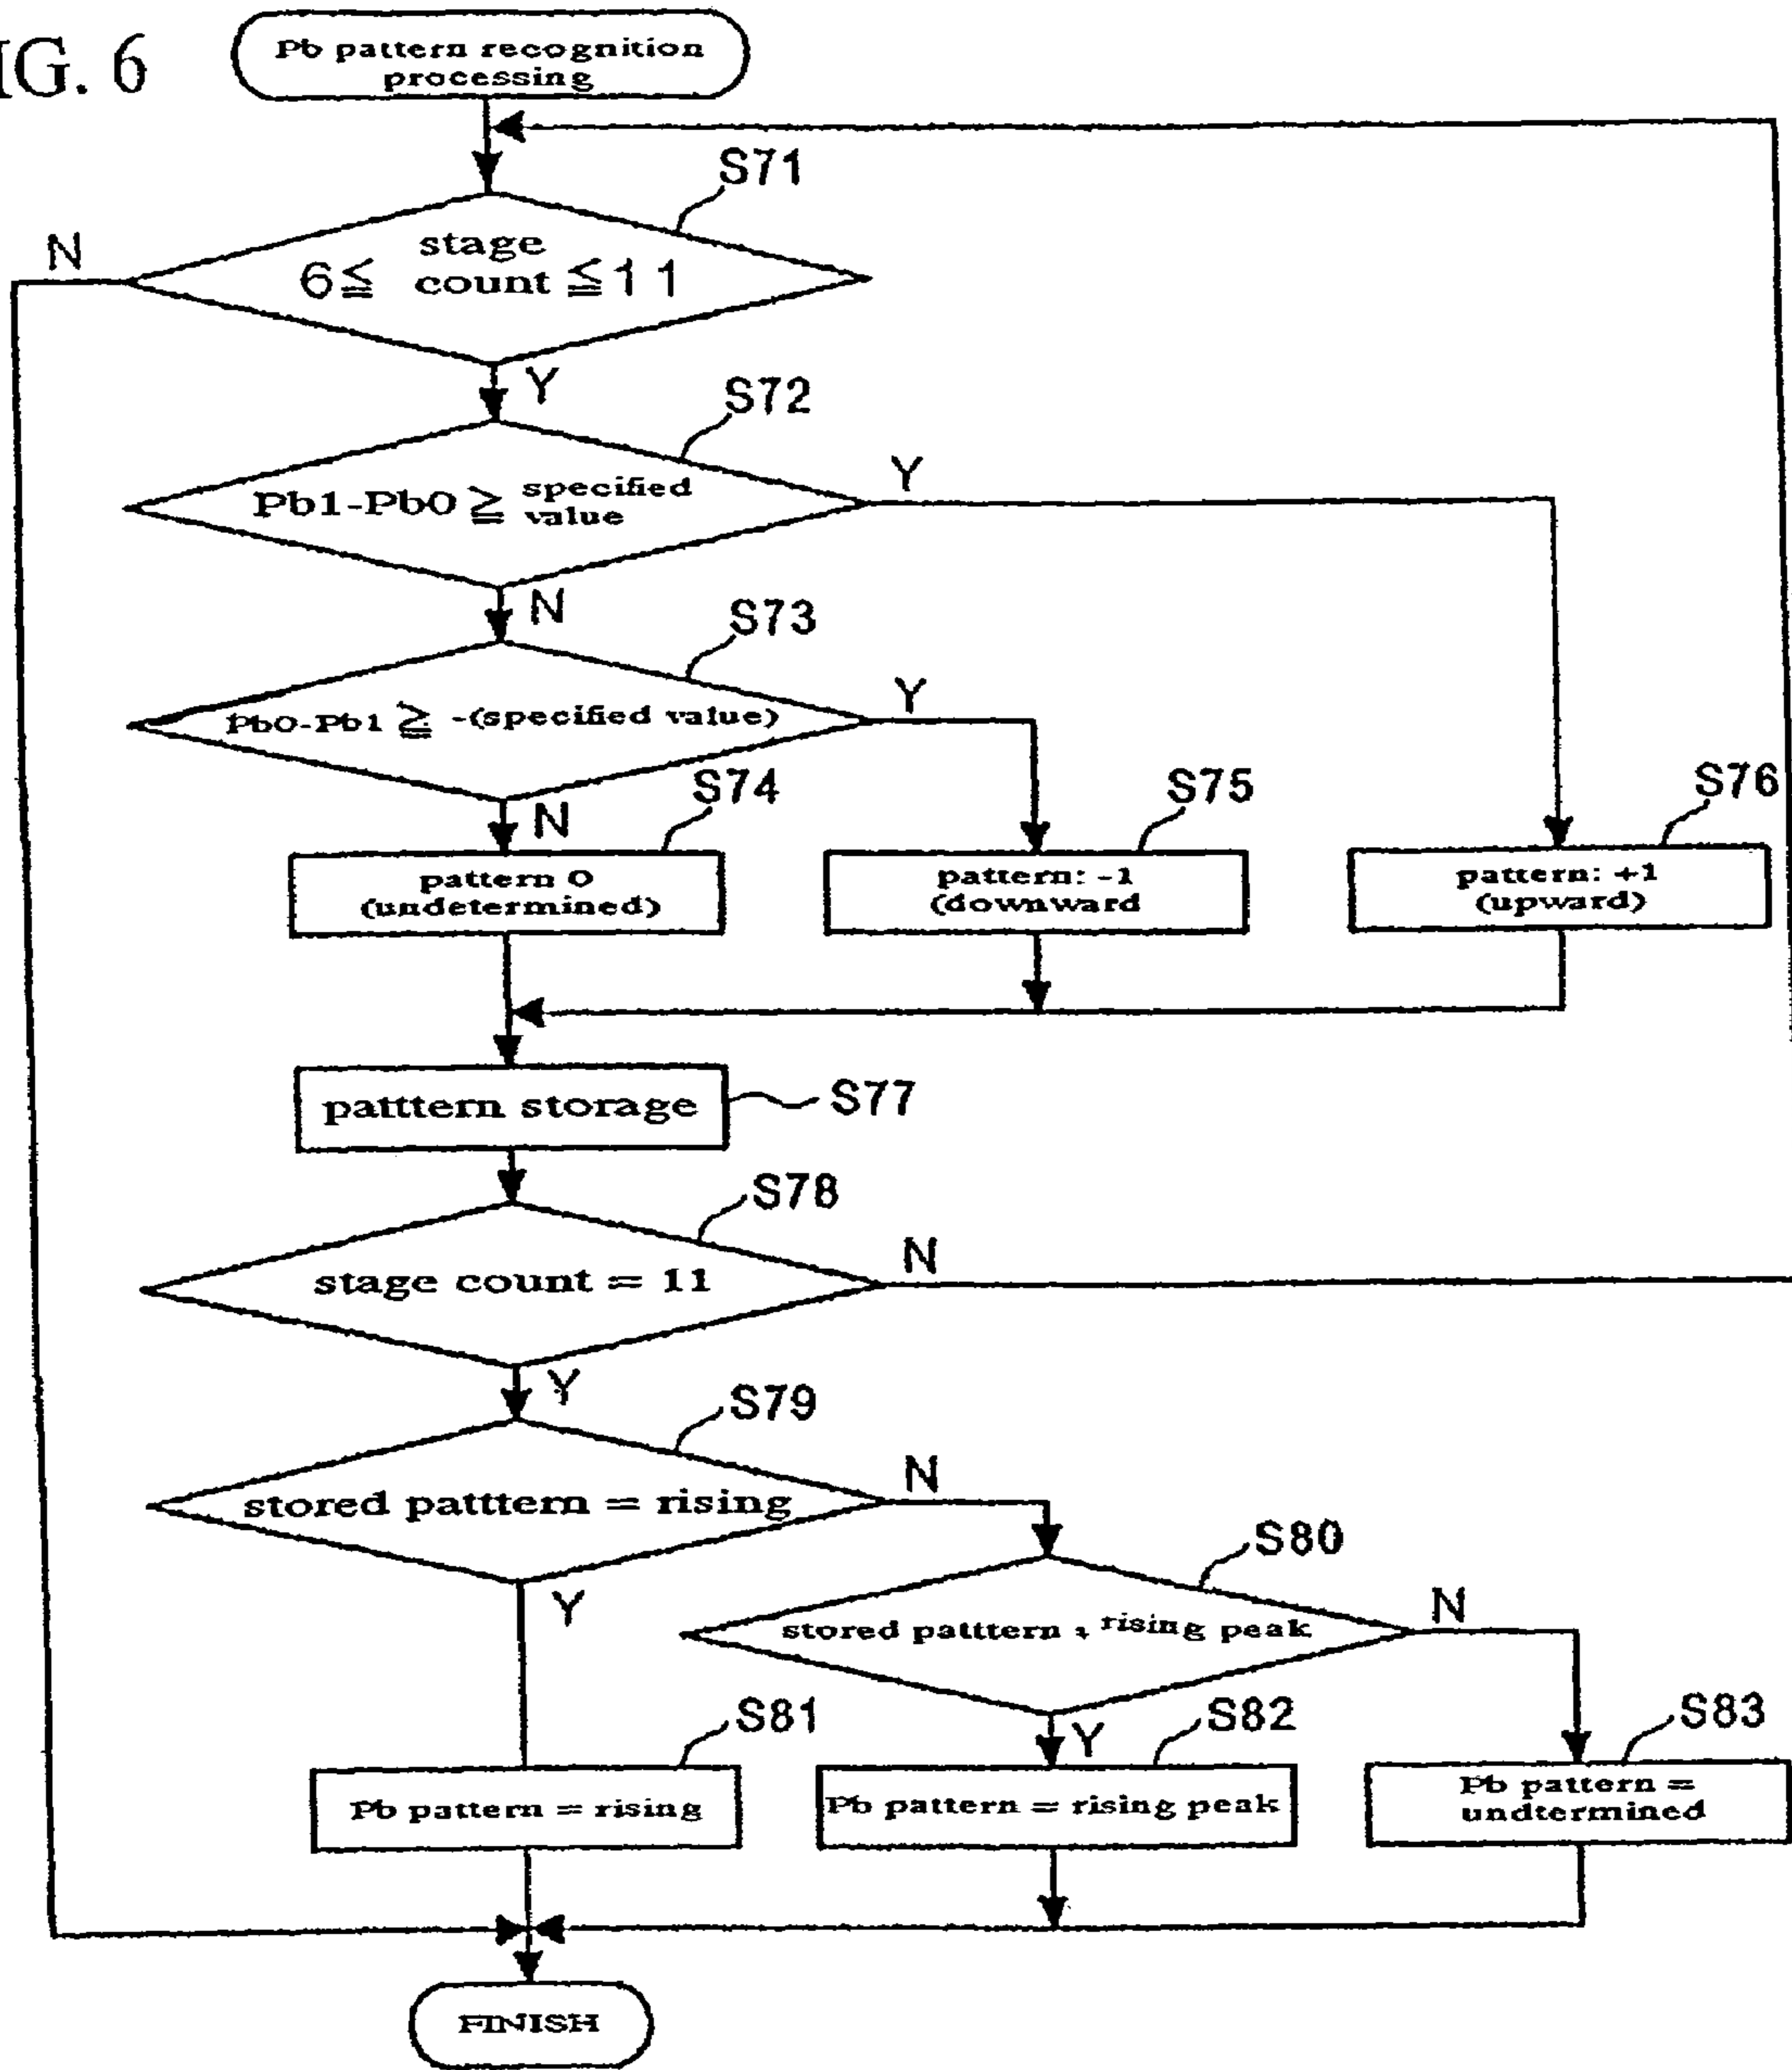 IG. 6
Pb pattern recognition
processing
S71
N
stage
6≦ count ≦11
Y
S72
Pb1-Pb0 ≧ specified
value
Y
N
S73
Pb0-Pb1 ≧ -(specified value)
Y
N
S74
S75
S76
pattern 0
(undetermined)
pattern: -1
(downward
pattern: +1
(upward)
patttern storage
S77
S78
stage count = 11
N
Y
S79
stored patttern = rising
N
Y
S80
stored patttern , rising peak
N
Y
S81
S82
S83
Pb pattern = rising
Pb pattern = rising peak
Pb pattern =
undtermined
FINISH